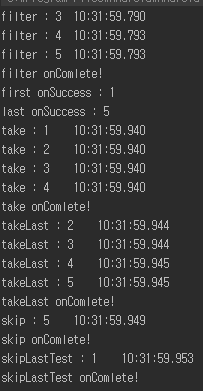 filter : 3  10:31:59.790
filter : 4  10:31:59.793
filter : 5  10:31:59.793
filter onComlete!
first onSuccess : 1
last onSuccess : 5
take : 1    10:31:59.940
take : 2    10:31:59.940
take : 3    10:31:59.940
take : 4    10:31:59.940
take onComlete!
takeLast : 2    10:31:59.944
takeLast : 3    10:31:59.944
takeLast : 4    10:31:59.945
takeLast : 5    10:31:59.945
takeLast onComlete!
skip : 5    10:31:59.949
skip onComlete!
skipLastTest : 1    10:31:59.953
skipLastTest onComlete!